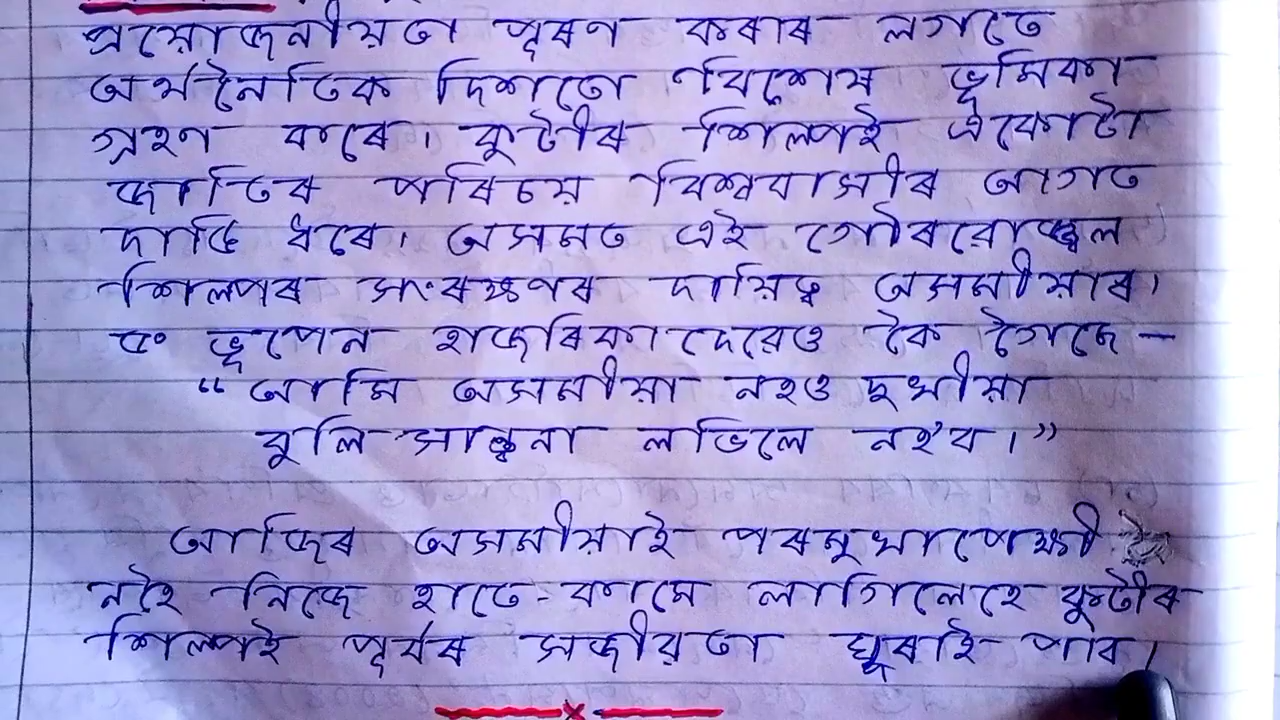 প্ৰয়োজনীয়তা পূৰণ কৰাৰ লগতে
অৰ্থনৈতিক দিশতো বিশেষ ভূমিকা
গ্ৰহণ কৰে। কুটীৰ শিল্পই একোটা
জাতিৰ পৰিচয় বিশ্ববাসীৰ আগত
দাঙি ধৰে। অসমত এই গৌৰৱোজ্জ্বল
শিল্পৰ সংৰক্ষণৰ দায়িত্ব অসমীয়াৰ।
ড০ ভূপেন হাজৰিকাদেৱেও কৈ গৈছে —
“আমি অসমীয়া নহওঁ দুখীয়া
বুলি সান্ত্বনা লভিলে নহ'ব।”
আজিৰ অসমীয়াই পৰমুখাপেক্ষী
নহৈ নিজে হাতে-কামে লাগিলেহে কুটীৰ
শিল্পই পূৰ্বৰ সজীৱতা ঘূৰাই পাব।